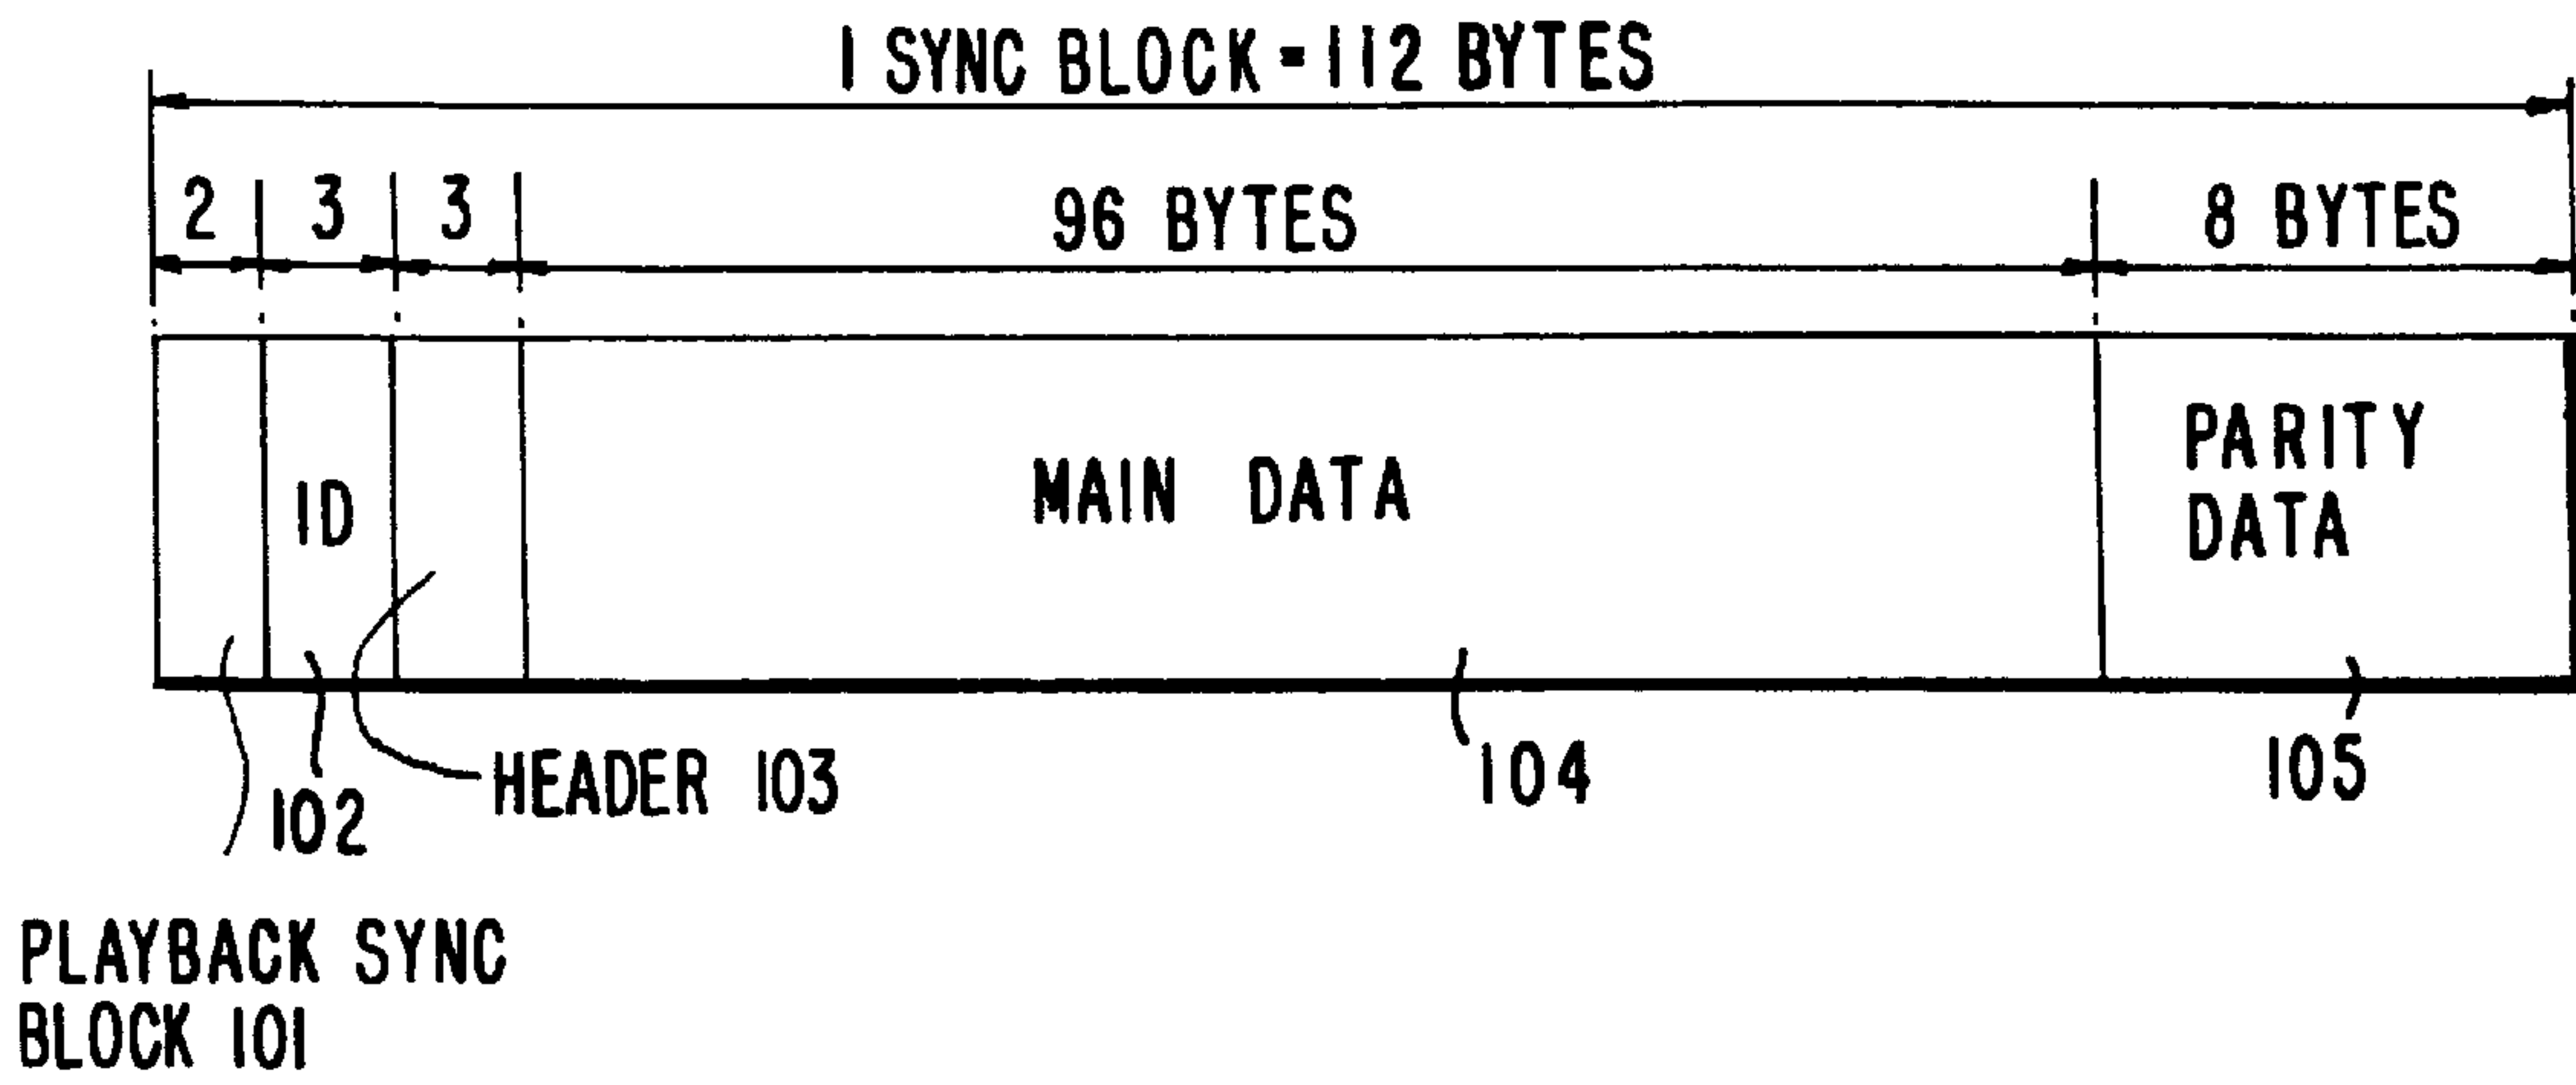 1 SYNC BLOCK = 112 BYTES
2 3 3 96 BYTES 8 BYTES
ID
MAIN DATA
PARITY
DATA
102
HEADER 103
104
105
PLAYBACK SYNC
BLOCK 101